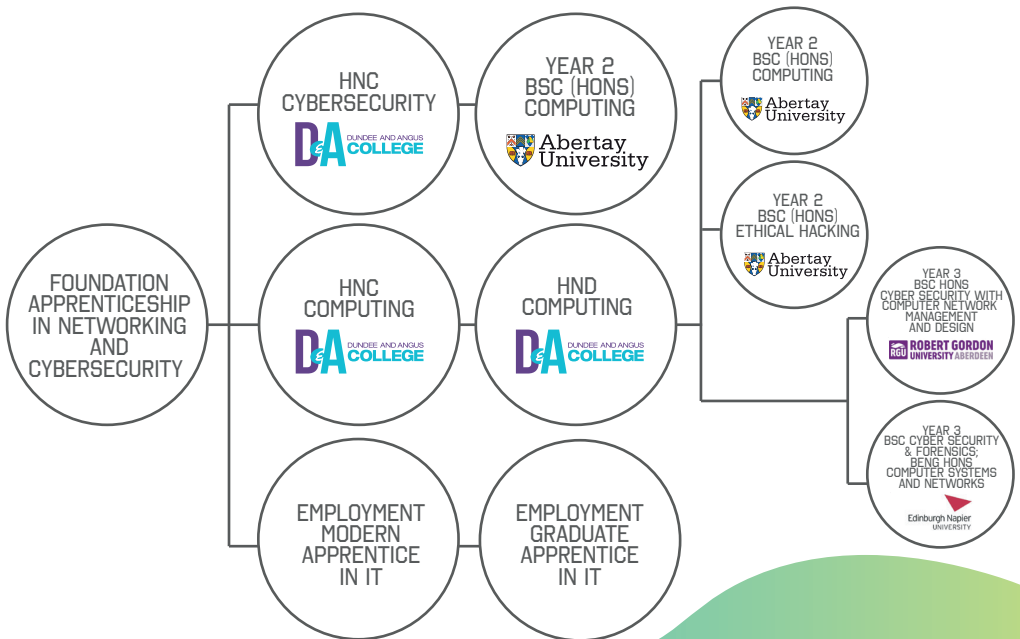 FOUNDATION
APPRENTICESHIP
IN NETWORKING
AND
CYBERSECURITY
HNC
CYBERSECURITY
D&A DUNDEE AND ANGUS
COLLEGE
YEAR 2
BSC (HONS)
COMPUTING
Abertay
University
HNC
COMPUTING
D&A DUNDEE AND ANGUS
COLLEGE
HND
COMPUTING
D&A DUNDEE AND ANGUS
COLLEGE
YEAR 2
BSC (HONS)
COMPUTING
Abertay
University
YEAR 2
BSC (HONS)
ETHICAL HACKING
Abertay
University
YEAR 3
BSC HONS
CYBER SECURITY WITH
COMPUTER NETWORK
MANAGEMENT
AND DESIGN
RGU ROBERT GORDON
UNIVERSITY ABERDEEN
YEAR 3
BSC CYBER SECURITY
& FORENSICS;
BENG HONS
COMPUTER SYSTEMS
AND NETWORKS
Edinburgh Napier
UNIVERSITY
EMPLOYMENT
MODERN
APPRENTICE
IN IT
EMPLOYMENT
GRADUATE
APPRENTICE
IN IT